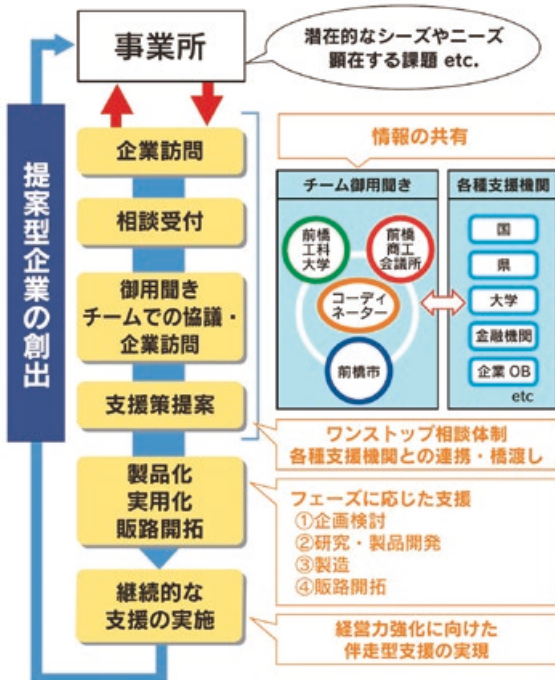 事業所
潜在的なシーズやニーズ
顕在する課題 etc.
提案型企業の創出
企業訪問
相談受付
御用聞き
チームでの協議・
企業訪問
支援策提案
製品化
実用化
販路開拓
継続的な
支援の実施
情報の共有
チーム御用聞き
前橋
工科
大学
前橋
商工
会議所
コーディ
ネーター
前橋市
各種支援機関
国
県
大学
金融機関
企業 OB
etc
ワンストップ相談体制
各種支援機関との連携・橋渡し
フェーズに応じた支援
①企画検討
②研究・製品開発
③製造
④販路開拓
経営力強化に向けた
伴走型支援の実現